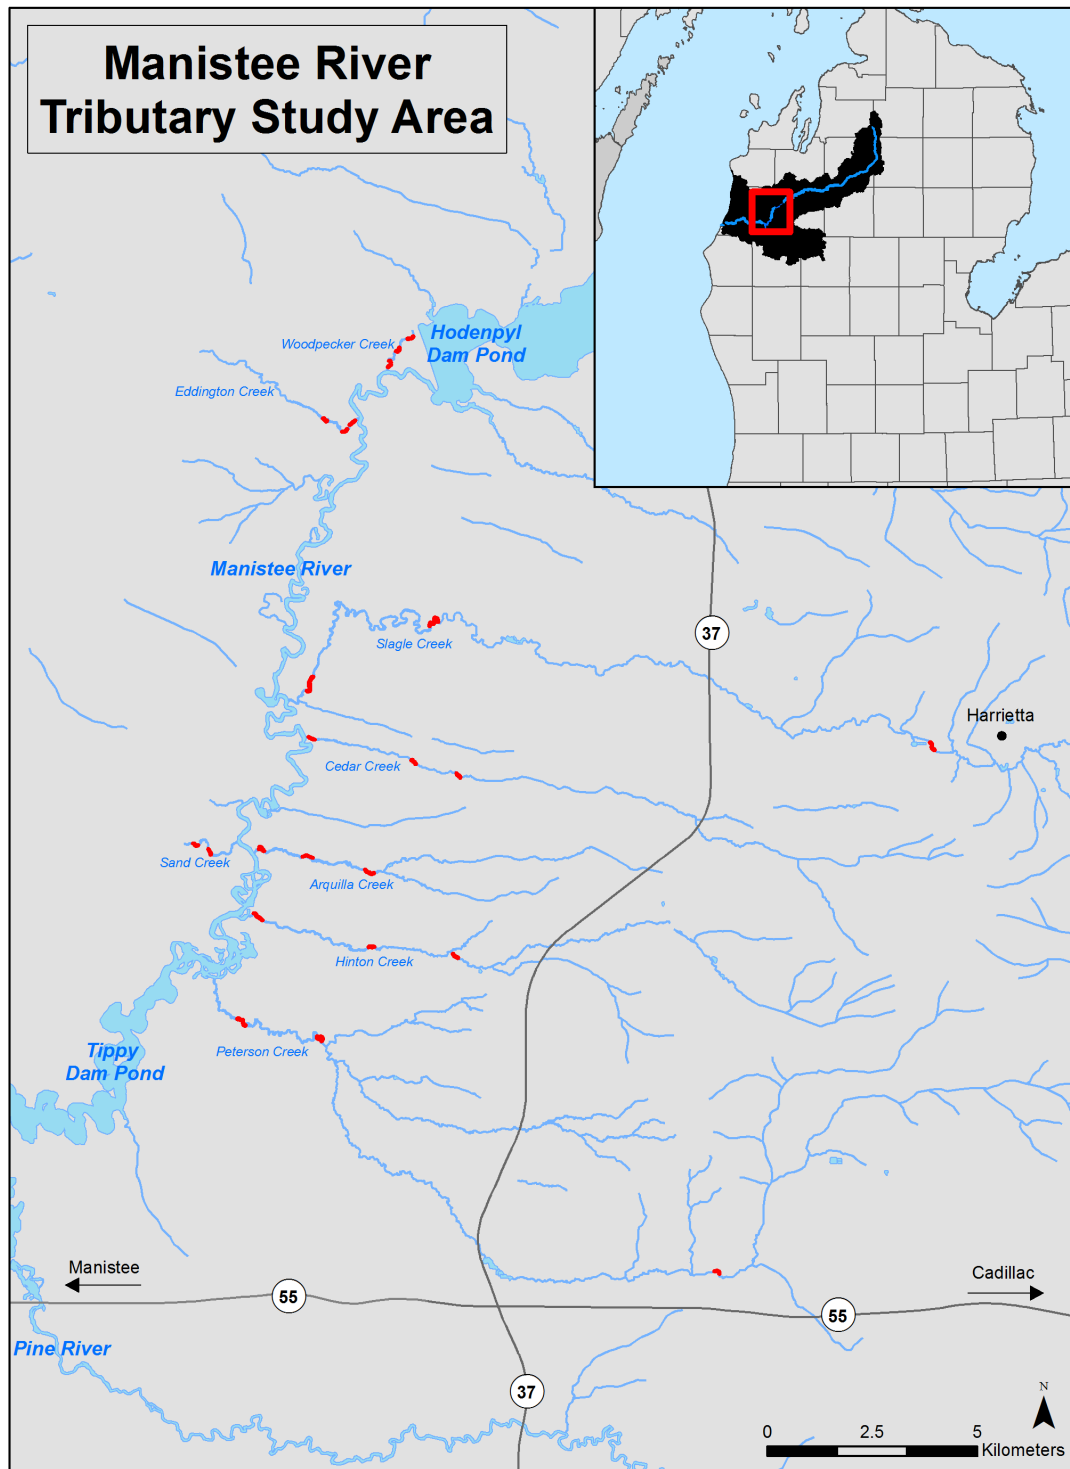 Manistee River
Tributary Study Area
Hodenpyl
Dam Pond
Woodpecker Creek
Eddington Creek
Manistee River
37
Slagle Creek
Harrietta
Cedar Creek
Sand Creek
Arquilla Creek
Hinton Creek
Peterson Creek
Tippy
Dam Pond
Manistee
Cadillac
55
55
Pine River
37
N
0 2.5 5
Kilometers